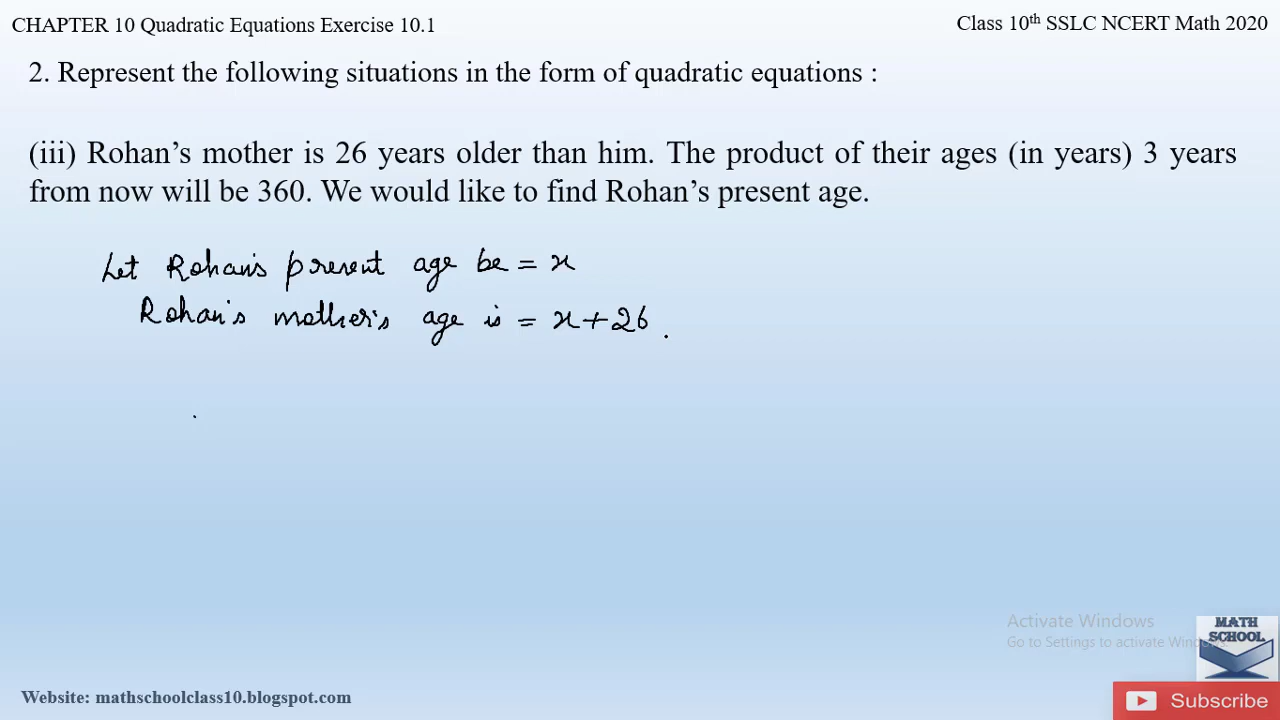 CHAPTER 10 Quadratic Equations Exercise 10.1
Class 10th SSLC NCERT Math 2020
2. Represent the following situations in the form of quadratic equations :
(iii) Rohan’s mother is 26 years older than him. The product of their ages (in years) 3 years
from now will be 360. We would like to find Rohan’s present age.
Let Rohan's present age be = x
Rohan's mother's age is = x+26.
Activate Windows
Go to Settings to activate Windows.
MATH
SCHOOL
Website: mathschoolclass10.blogspot.com
Subscribe